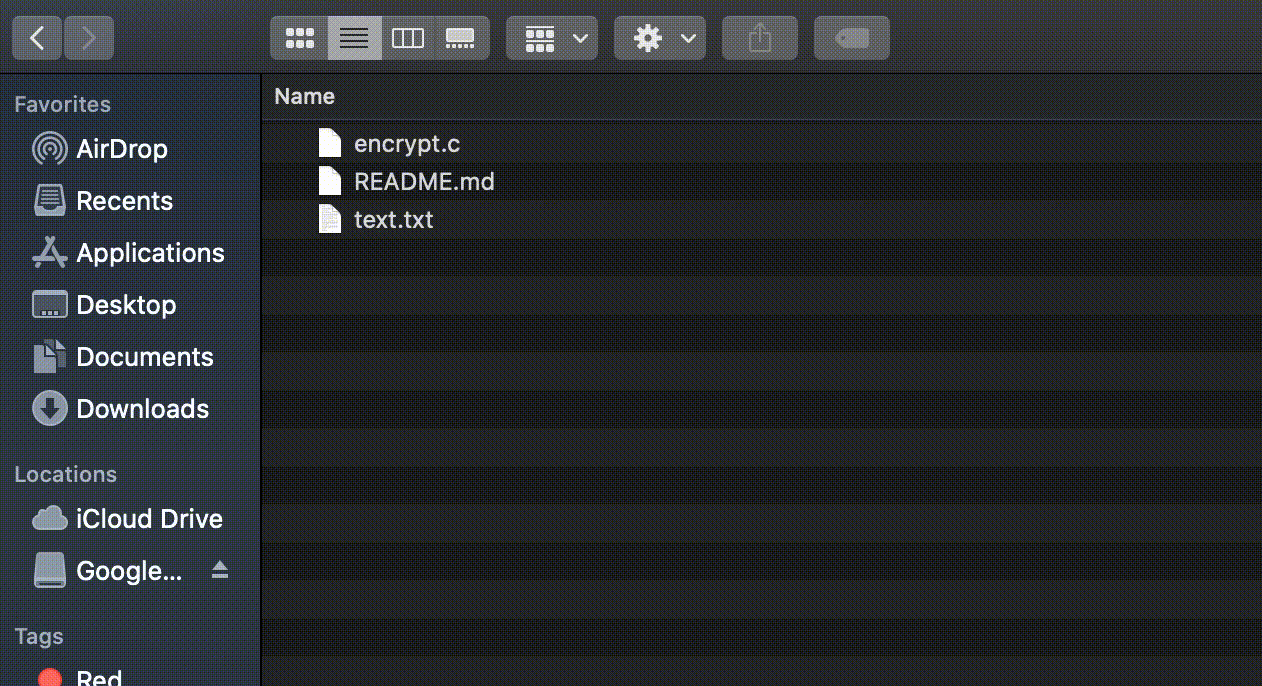 Favorites
AirDrop
Recents
Applications
Desktop
Documents
Downloads
Locations
iCloud Drive
Google...
Tags
Red
Name
encrypt.c
README.md
text.txt